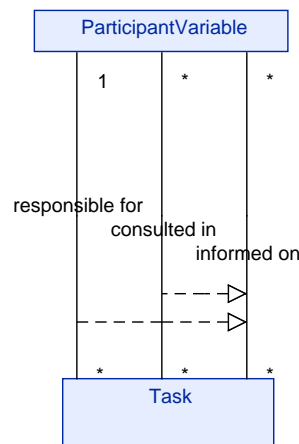 ParticipantVariable
1 * *
responsible for
consulted in
informed on
* * *
Task